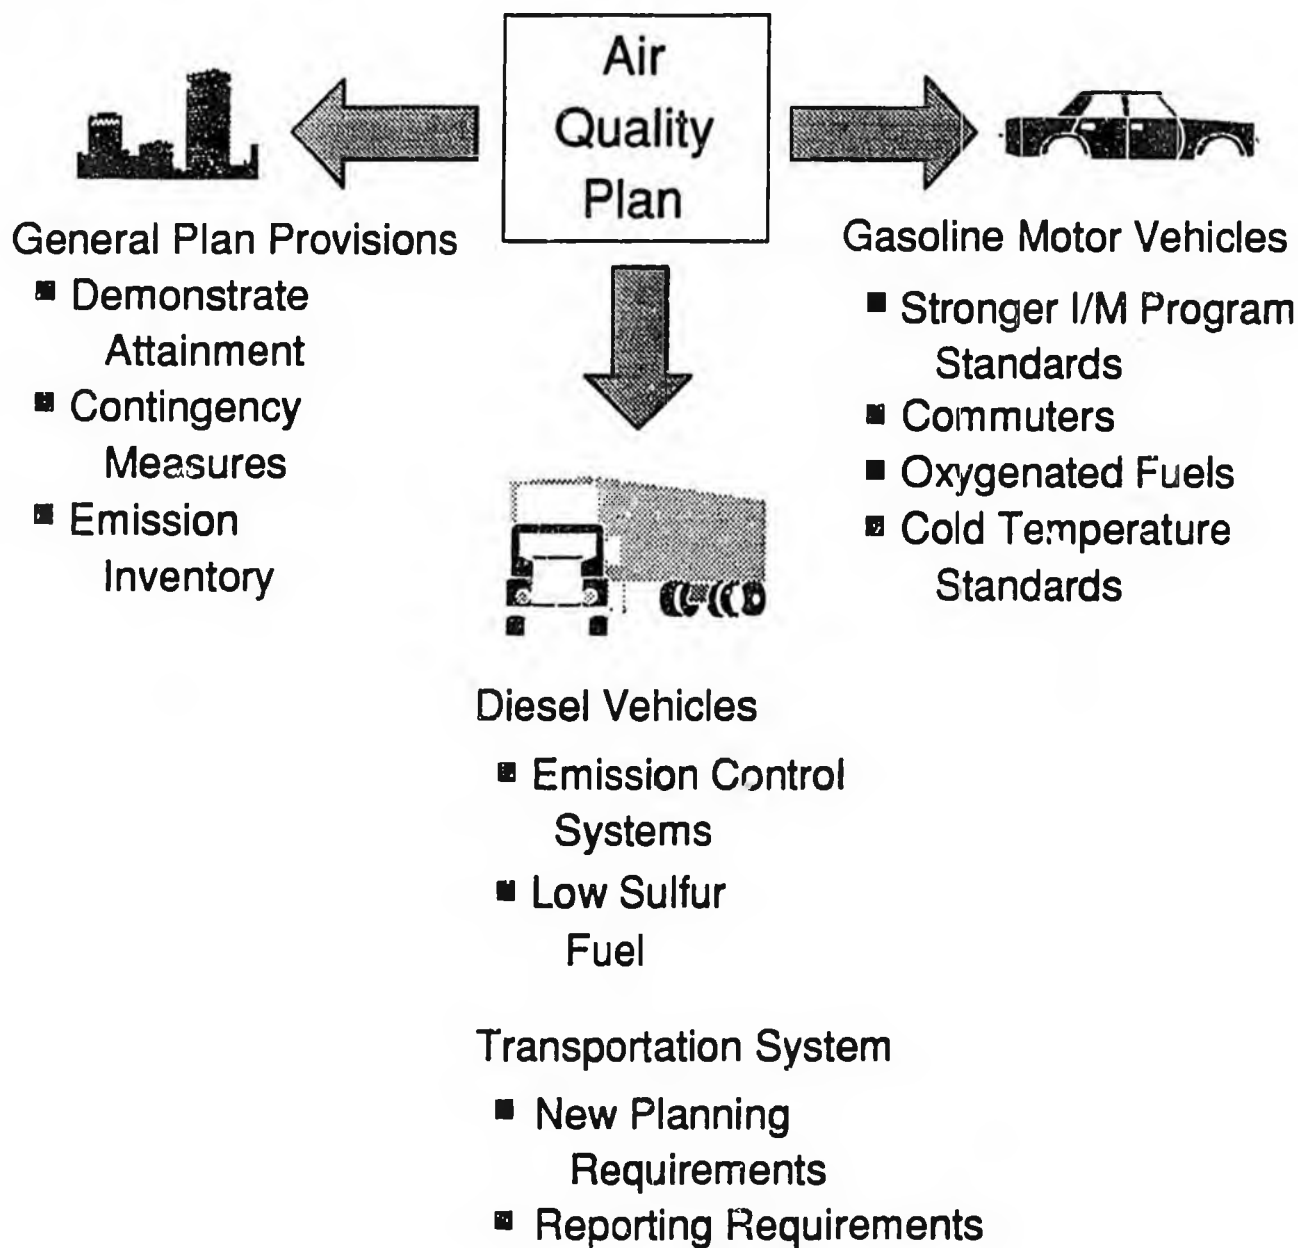 Air
Quality
Plan
General Plan Provisions
■ Demonstrate
Attainment
■ Contingency
Measures
■ Emission
Inventory
Gasoline Motor Vehicles
■ Stronger I/M Program
Standards
■ Commuters
■ Oxygenated Fuels
■ Cold Temperature
Standards
Diesel Vehicles
■ Emission Control
Systems
■ Low Sulfur
Fuel
Transportation System
■ New Planning
Requirements
■ Reporting Requirements